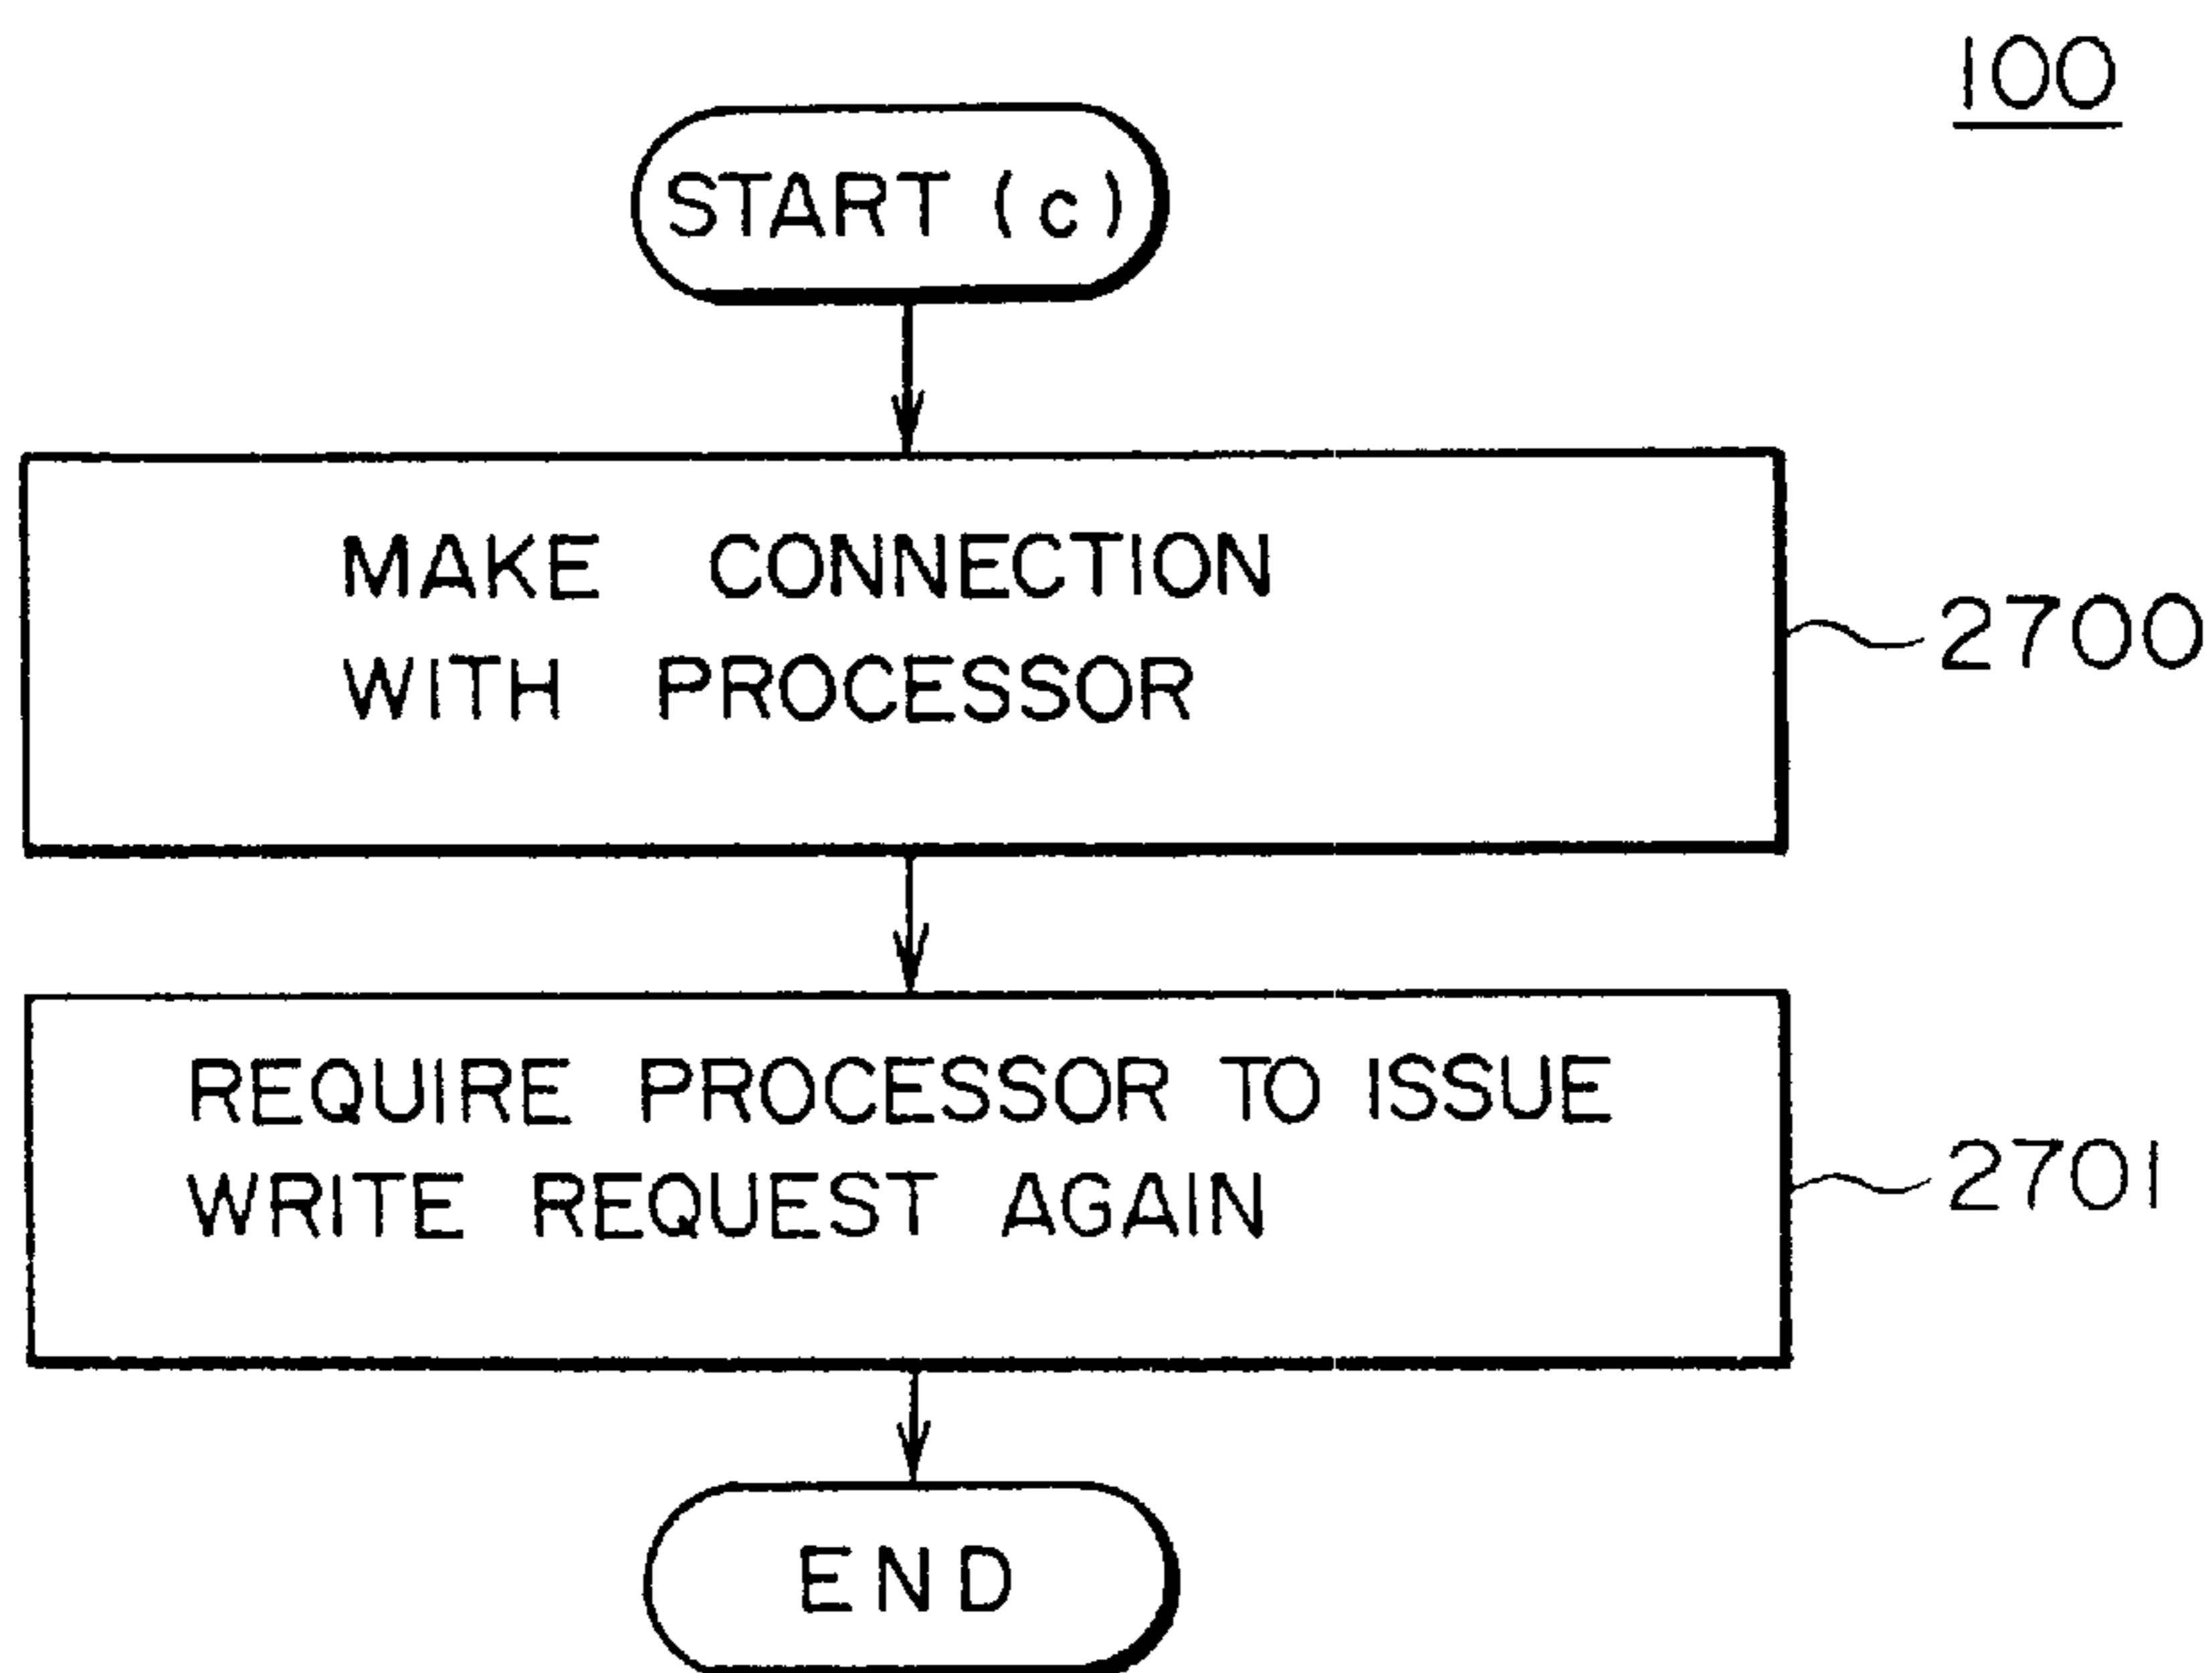 100
START (c)
MAKE CONNECTION
WITH PROCESSOR
2700
REQUIRE PROCESSOR TO ISSUE
WRITE REQUEST AGAIN
2701
END